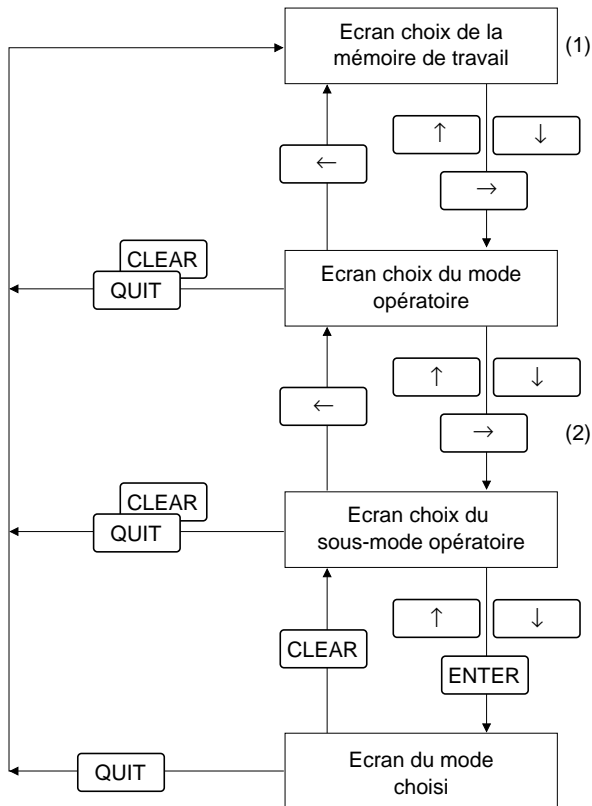 Ecran choix de la
mémoire de travail
(1)
↑
↓
←
→
CLEAR
QUIT
Ecran choix du mode
opératoire
↑
↓
←
→
(2)
CLEAR
QUIT
Ecran choix du
sous-mode opératoire
↑
↓
CLEAR
ENTER
QUIT
Ecran du mode
choisi